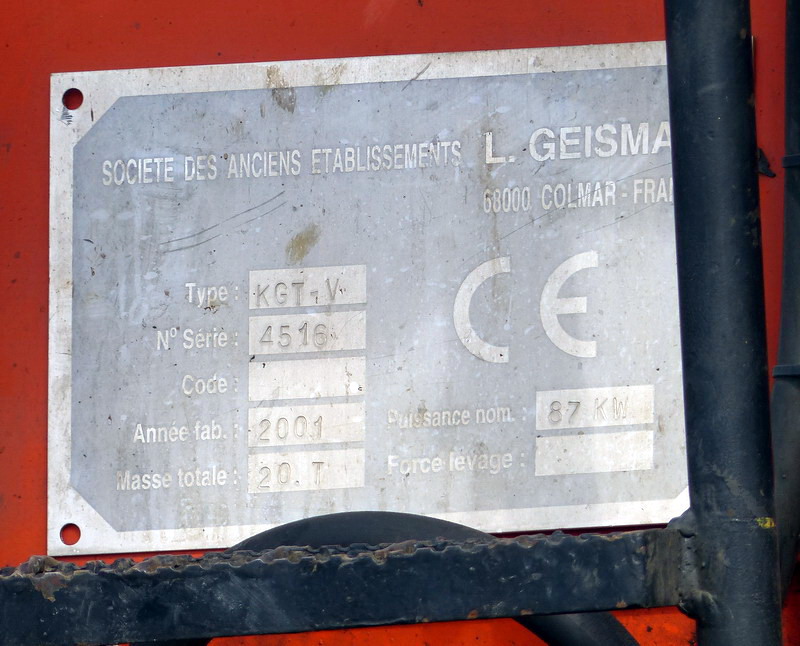 SOCIETE DES ANCIENS ETABLISSEMENTS L. GEISMA
68000 COLMAR - FRAN
CE
Type : KGT-V
N° Série : 4516
Code :
Année fab. : 2001
Puissance nom. : 87 KW
Masse totale : 20.T
Force levage :